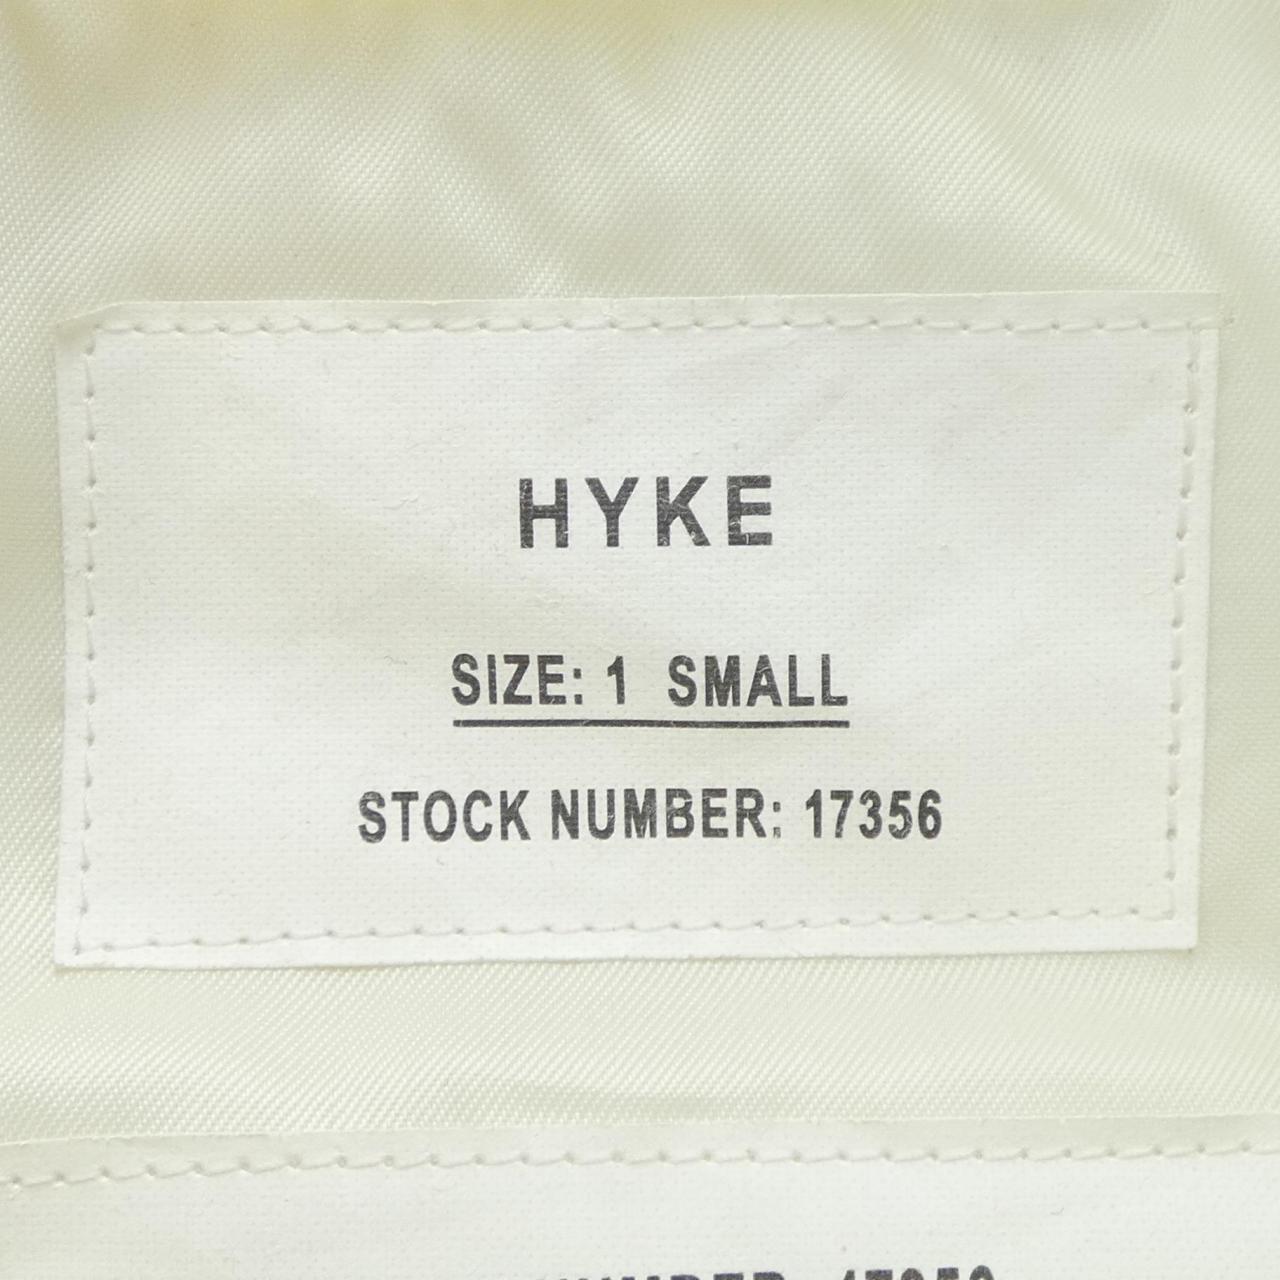 HYKE
SIZE: 1 SMALL
STOCK NUMBER: 17356